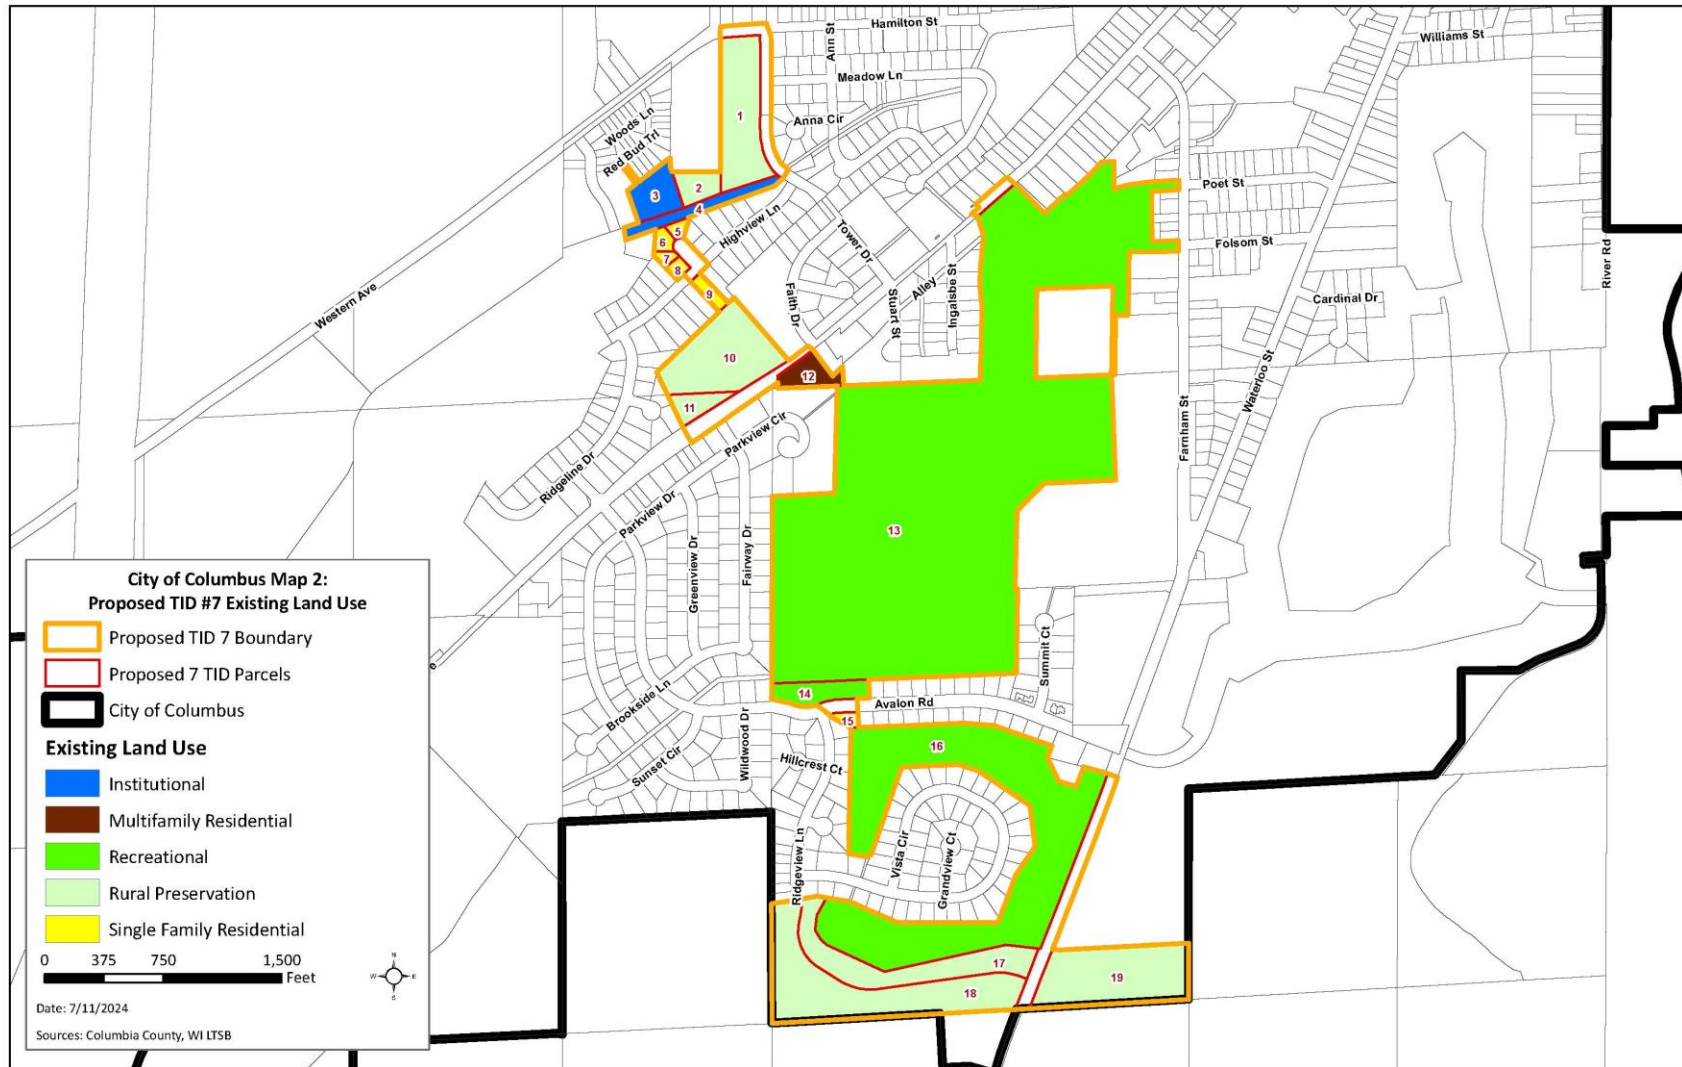 Hamilton St
Williams St
Ann St
Meadow Ln
Woods Ln
Anna Cir
1
Red Bud Trl
2
3
4
Poet St
Highview Ln
5
6
Tower Dr
Folsom St
7
8
River Rd
Alley
9
Faith Dr
Ingalsbe St
Stuart St
Cardinal Dr
Western Ave
10
12
Waterloo St
11
Parkview Cir
Farnham St
Ridgeline Dr
Parkview Dr
13
Fairway Dr
Greenview Dr
Summit Ct
Brookside Ln
14
Avalon Rd
15
Wildwood Dr
16
Sunset Cir
Hillcrest Ct
Vista Cir
Grandview Ct
Ridgeview Ln
17
19
18
City of Columbus Map 2:
Proposed TID #7 Existing Land Use
Proposed TID 7 Boundary
Proposed 7 TID Parcels
City of Columbus
Existing Land Use
Institutional
Multifamily Residential
Recreational
Rural Preservation
Single Family Residential
0 375 750 1,500
Feet
N
W E
S
Date: 7/11/2024
Sources: Columbia County, WI LTSB